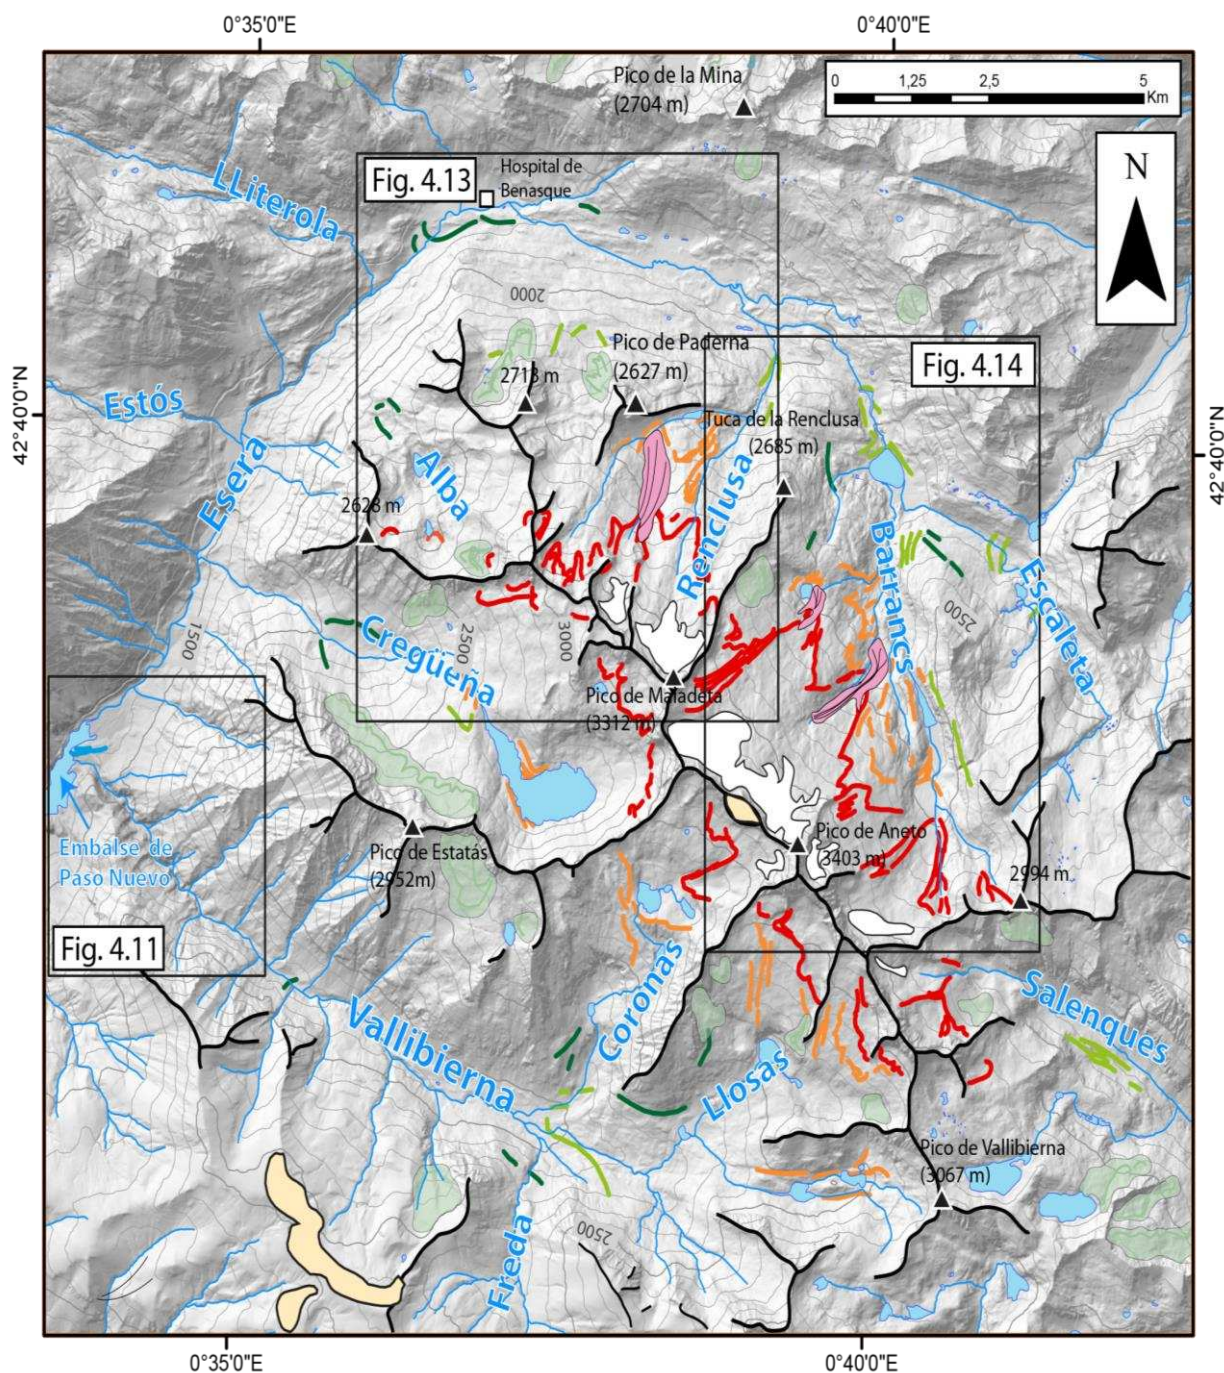 0°35'0"E
0°40'0"E
Pico de la Mina
(2704 m)
0
1,25
2,5
5
Km
N
Fig. 4.13
Hospital de
Benasque
LLiterola
2000
Pico de Paderna
(2627 m)
Fig. 4.14
2713 m
42°40'0"N
Estós
Tuca de la Renclusa
(2685 m)
42°40'0"N
Esera
Alba
2628 m
Renclusa
Barrancs
Escaleta
2500
1500
Cregüeña
2500
3000
Pico de Maladeta
(3312 m)
Embalse de
Paso Nuevo
Pico de Estatás
(2952m)
Pico de Aneto
(3403 m)
2994 m
Fig. 4.11
Coronas
Salenques
Vallibierna
Llosas
Pico de Vallibierna
(3067 m)
Freda
2500
0°35'0"E
0°40'0"E